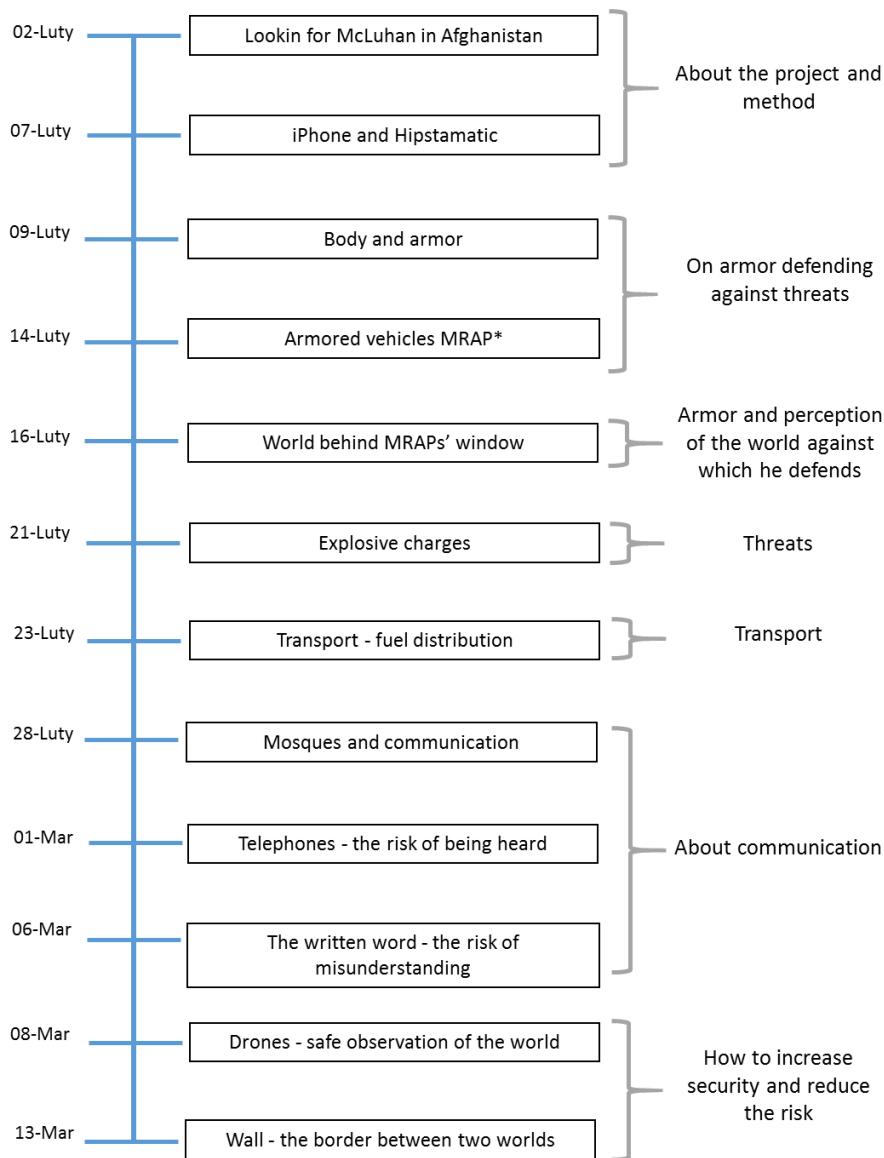 02-Luty
Lookin for McLuhan in Afghanistan
About the project and
method
07-Luty
iPhone and Hipstamatic
09-Luty
Body and armor
On armor defending
against threats
14-Luty
Armored vehicles MRAP*
16-Luty
World behind MRAPs’ window
Armor and perception
of the world against
which he defends
21-Luty
Explosive charges
Threats
23-Luty
Transport - fuel distribution
Transport
28-Luty
Mosques and communication
01-Mar
Telephones - the risk of being heard
About communication
06-Mar
The written word - the risk of
misunderstanding
08-Mar
Drones - safe observation of the world
How to increase
security and reduce
the risk
13-Mar
Wall - the border between two worlds